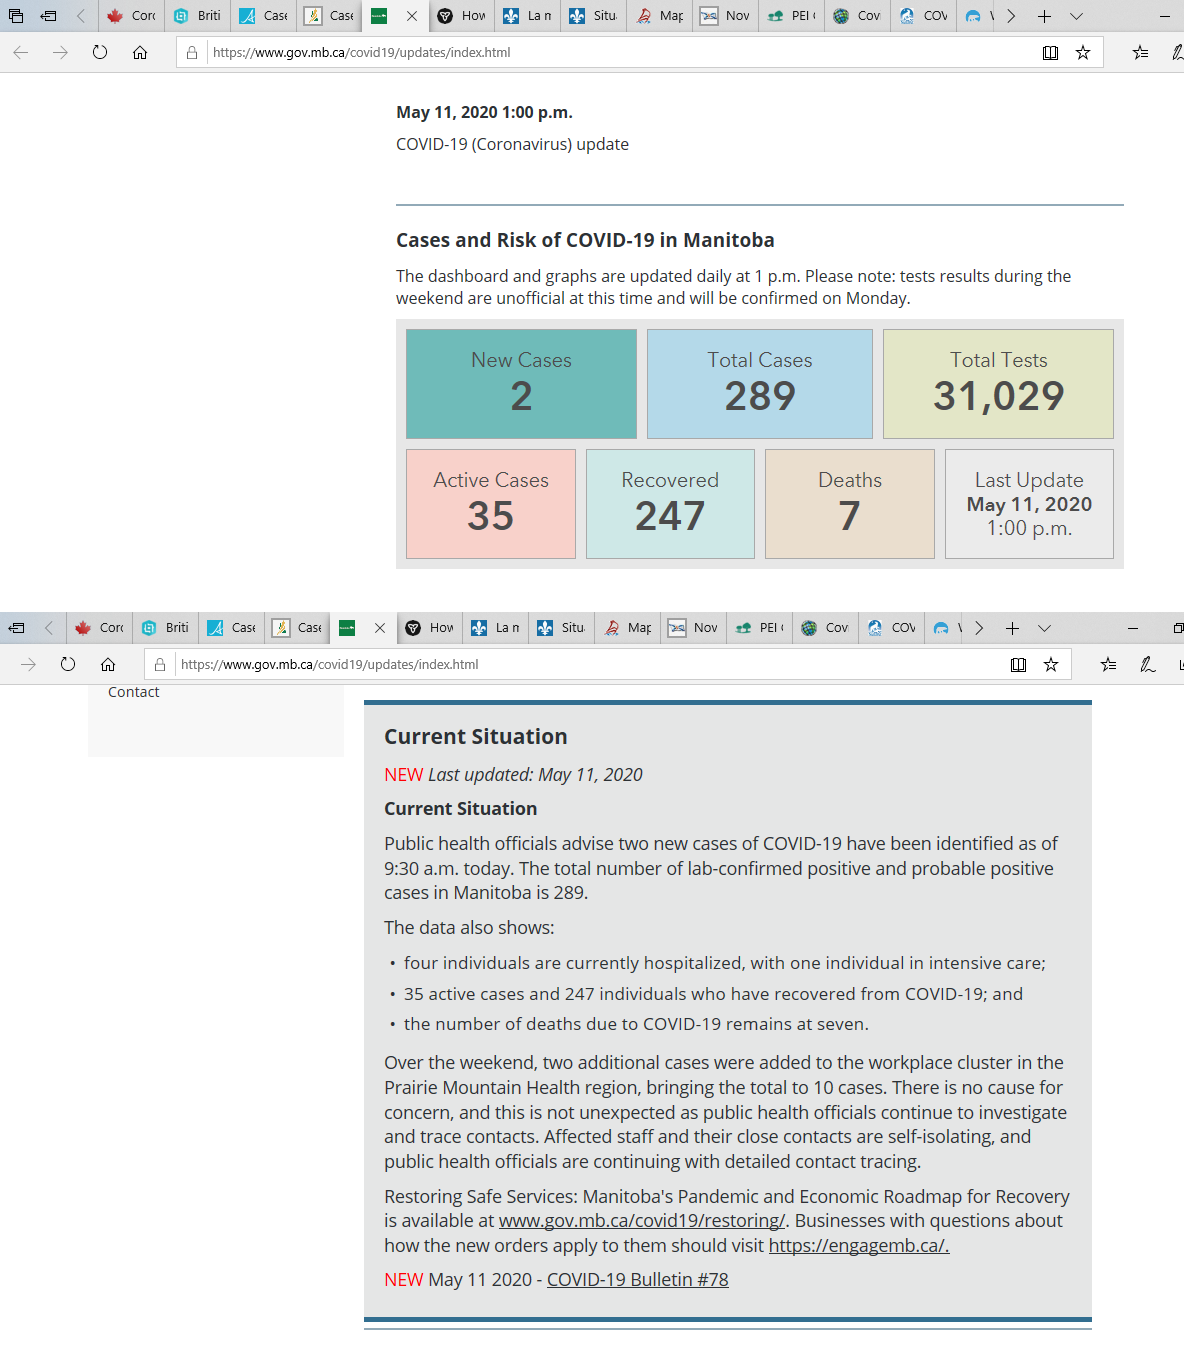 Corc
Briti
Case
Case
How
La m
Situ
Map
Nov
PEI (
Cov
COV
https://www.gov.mb.ca/covid19/updates/index.html
May 11, 2020 1:00 p.m.
COVID-19 (Coronavirus) update
Cases and Risk of COVID-19 in Manitoba
The dashboard and graphs are updated daily at 1 p.m. Please note: tests results during the
weekend are unofficial at this time and will be confirmed on Monday.
New Cases
2
Total Cases
289
Total Tests
31,029
Active Cases
35
Recovered
247
Deaths
7
Last Update
May 11, 2020
1:00 p.m.
Corc
Briti
Case
Case
How
La m
Situ
Map
Nov
PEI (
Cov
COV
https://www.gov.mb.ca/covid19/updates/index.html
Contact
Current Situation
NEW Last updated: May 11, 2020
Current Situation
Public health officials advise two new cases of COVID-19 have been identified as of
9:30 a.m. today. The total number of lab-confirmed positive and probable positive
cases in Manitoba is 289.
The data also shows:
• four individuals are currently hospitalized, with one individual in intensive care;
• 35 active cases and 247 individuals who have recovered from COVID-19; and
• the number of deaths due to COVID-19 remains at seven.
Over the weekend, two additional cases were added to the workplace cluster in the
Prairie Mountain Health region, bringing the total to 10 cases. There is no cause for
concern, and this is not unexpected as public health officials continue to investigate
and trace contacts. Affected staff and their close contacts are self-isolating, and
public health officials are continuing with detailed contact tracing.
Restoring Safe Services: Manitoba's Pandemic and Economic Roadmap for Recovery
is available at www.gov.mb.ca/covid19/restoring/. Businesses with questions about
how the new orders apply to them should visit https://engagemb.ca/.
NEW May 11 2020 - COVID-19 Bulletin #78